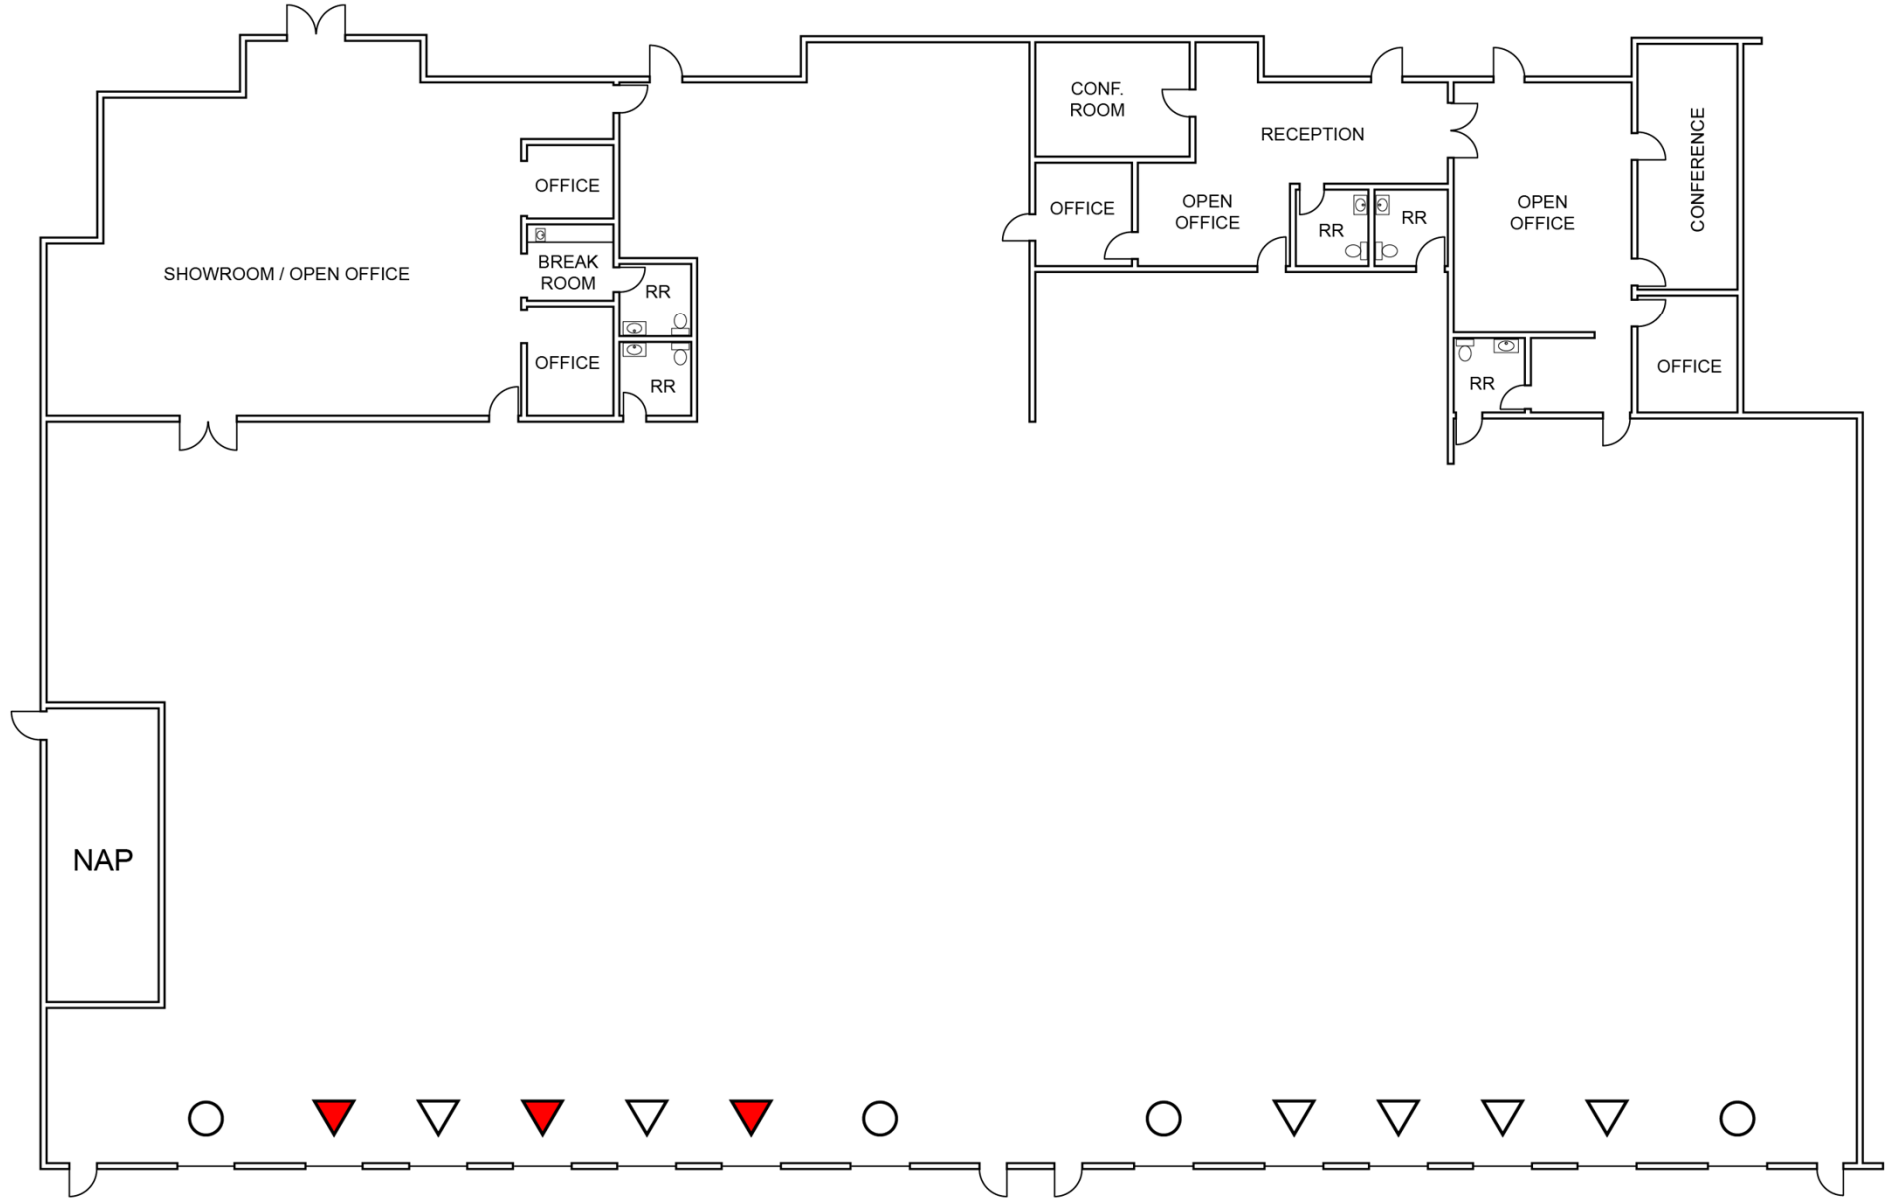 CONF.
ROOM
RECEPTION
CONFERENCE
OFFICE
OFFICE
OPEN
OFFICE
RR
RR
OPEN
OFFICE
SHOWROOM / OPEN OFFICE
BREAK
ROOM
RR
OFFICE
RR
RR
OFFICE
NAP